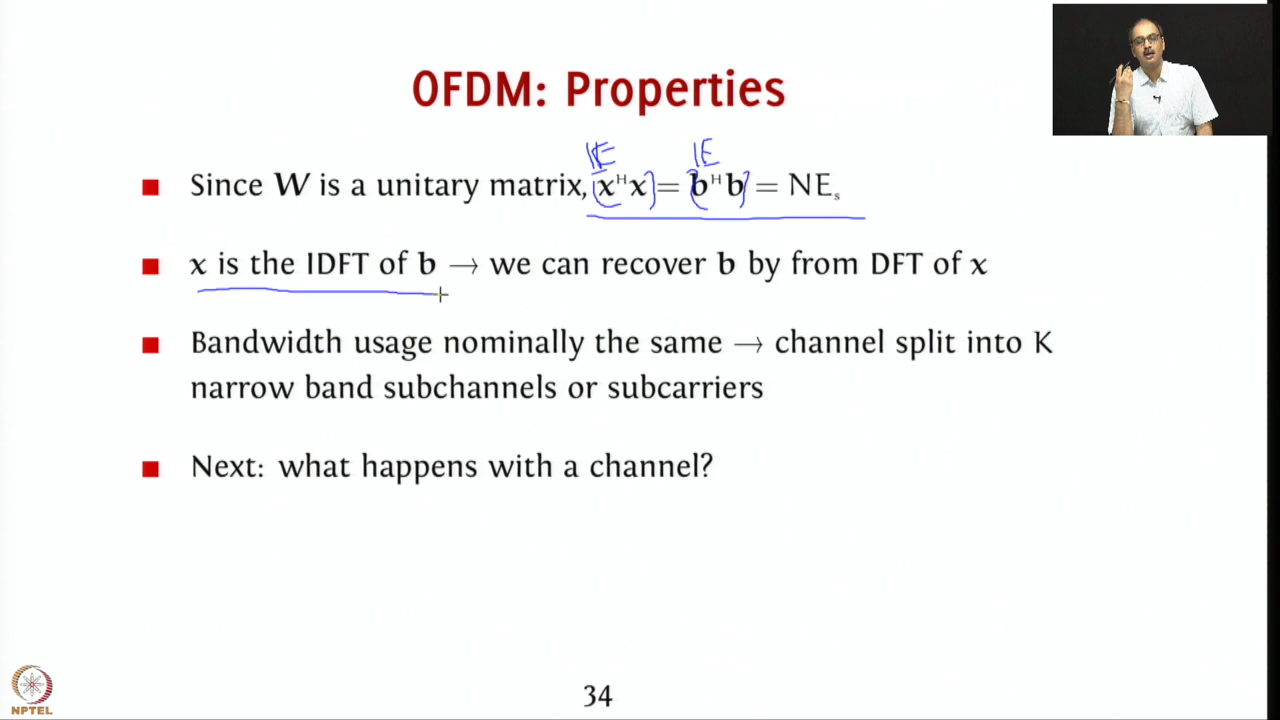 OFDM: Properties
𝔼 𝔼
Since W is a unitary matrix, [xᴴx] = [bᴴb] = NEₛ
x is the IDFT of b → we can recover b by from DFT of x
Bandwidth usage nominally the same → channel split into K
narrow band subchannels or subcarriers
Next: what happens with a channel?
NPTEL
34